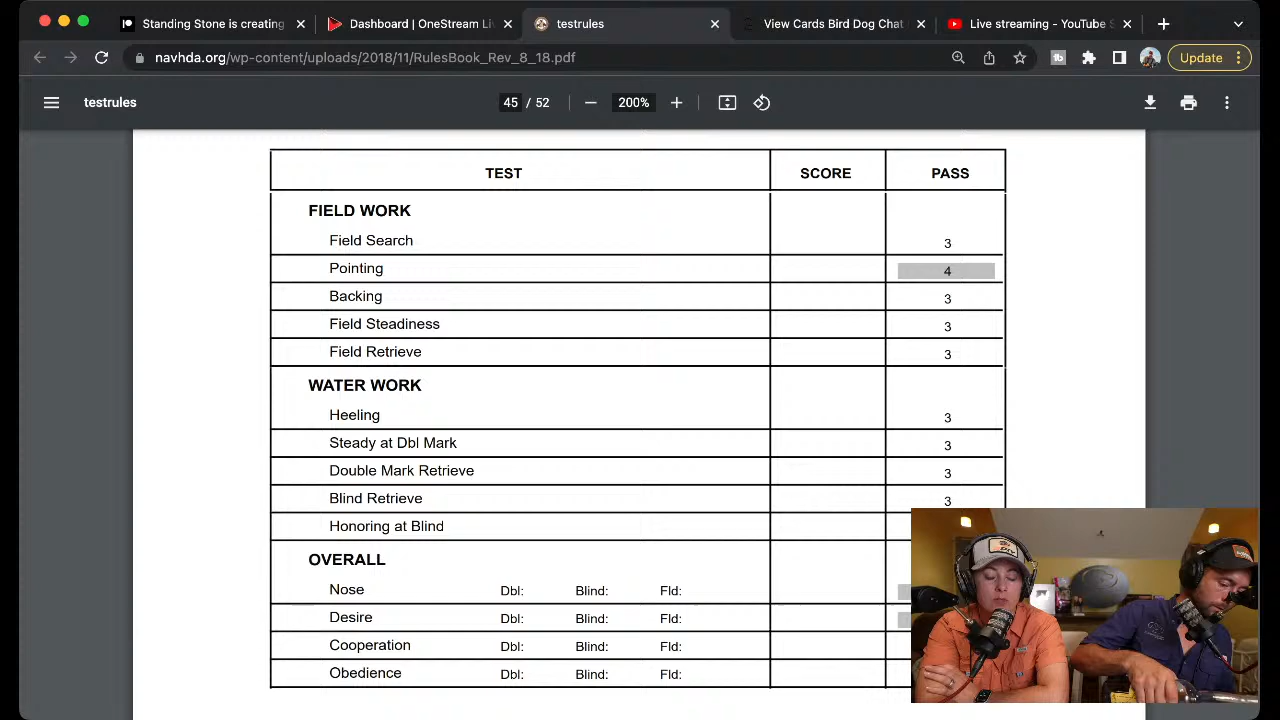 Standing Stone is creating
Dashboard | OneStream Liv
testrules
View Cards Bird Dog Chat
Live streaming - YouTube S
navhda.org/wp-content/uploads/2018/11/RulesBook_Rev_8_18.pdf
Update
testrules
45 / 52
200%
TEST SCORE PASS
FIELD WORK
Field Search 3
Pointing 4
Backing 3
Field Steadiness 3
Field Retrieve 3
WATER WORK
Heeling 3
Steady at Dbl Mark 3
Double Mark Retrieve 3
Blind Retrieve 3
Honoring at Blind
OVERALL
Nose Dbl: Blind: Fld:
Desire Dbl: Blind: Fld:
Cooperation Dbl: Blind: Fld:
Obedience Dbl: Blind: Fld: